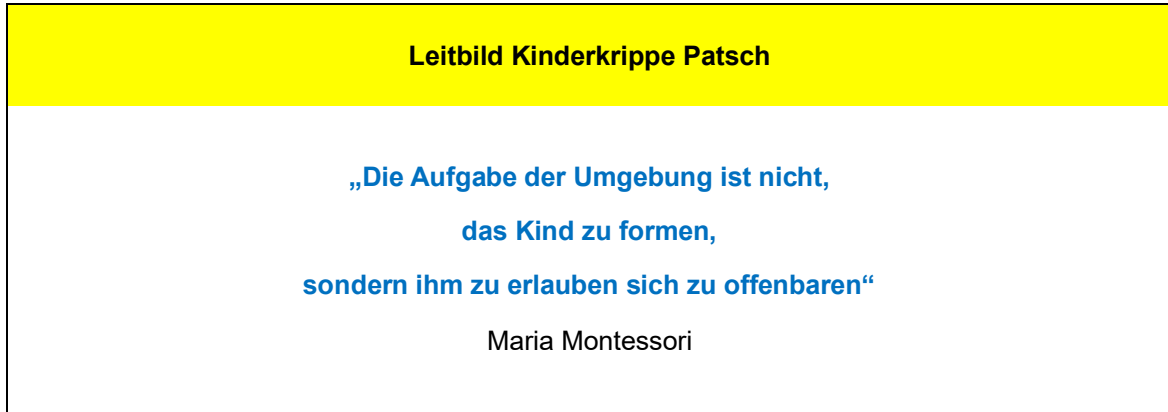 Leitbild Kinderkrippe Patsch
„Die Aufgabe der Umgebung ist nicht,
das Kind zu formen,
sondern ihm zu erlauben sich zu offenbaren“
Maria Montessori